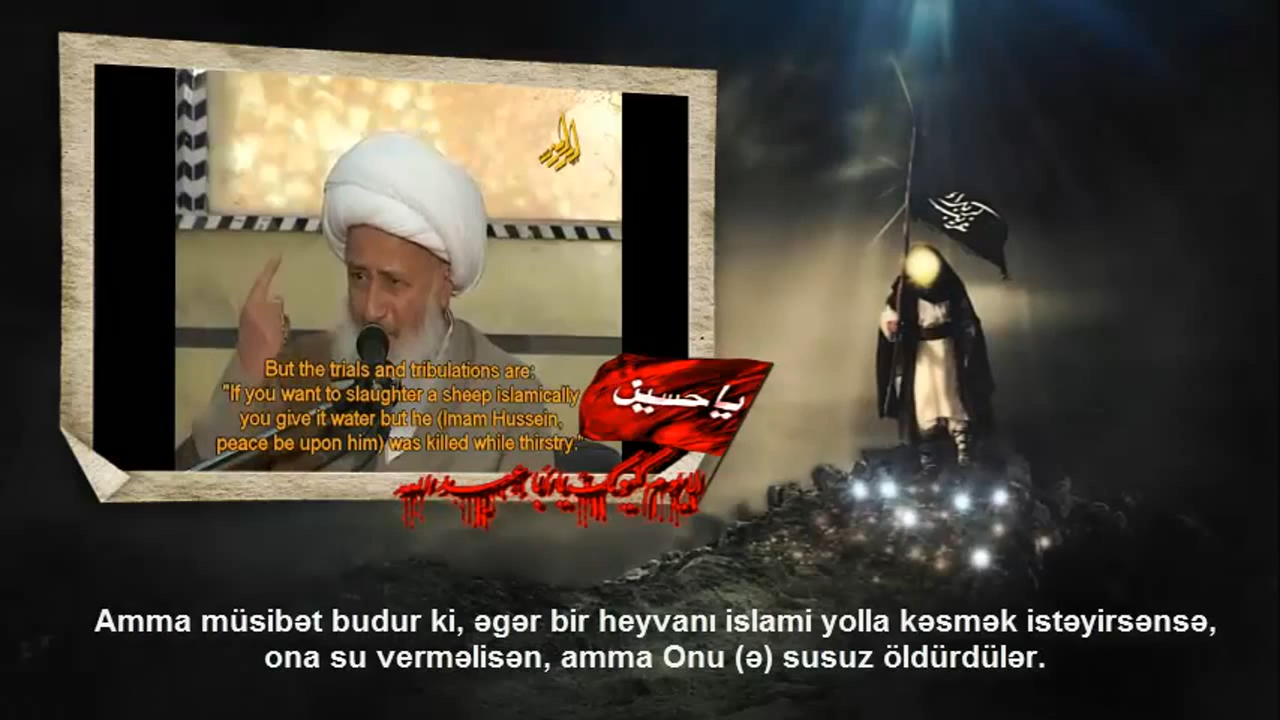 But the trials and tribulations are:
"If you want to slaughter a sheep islamically
you give it water but he (Imam Hussein,
peace be upon him) was killed while thirstry."
يا حسين
Amma müsibət budur ki, əgər bir heyvanı islami yolla kəsmək istəyirsənsə,
ona su verməlisən, amma Onu (ə) susuz öldürdülər.